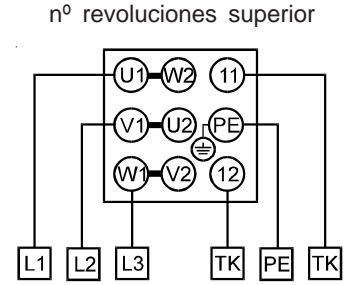 nº revoluciones superior
U1 W2 11
V1 U2 PE
W1 V2 12
L1 L2 L3 TK PE TK